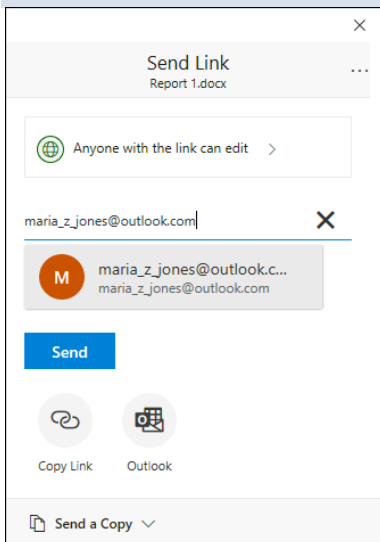 Send Link
Report 1.docx
Anyone with the link can edit
maria_z_jones@outlook.com
M
maria_z_jones@outlook.c...
maria_z_jones@outlook.com
Send
Copy Link
Outlook
Send a Copy